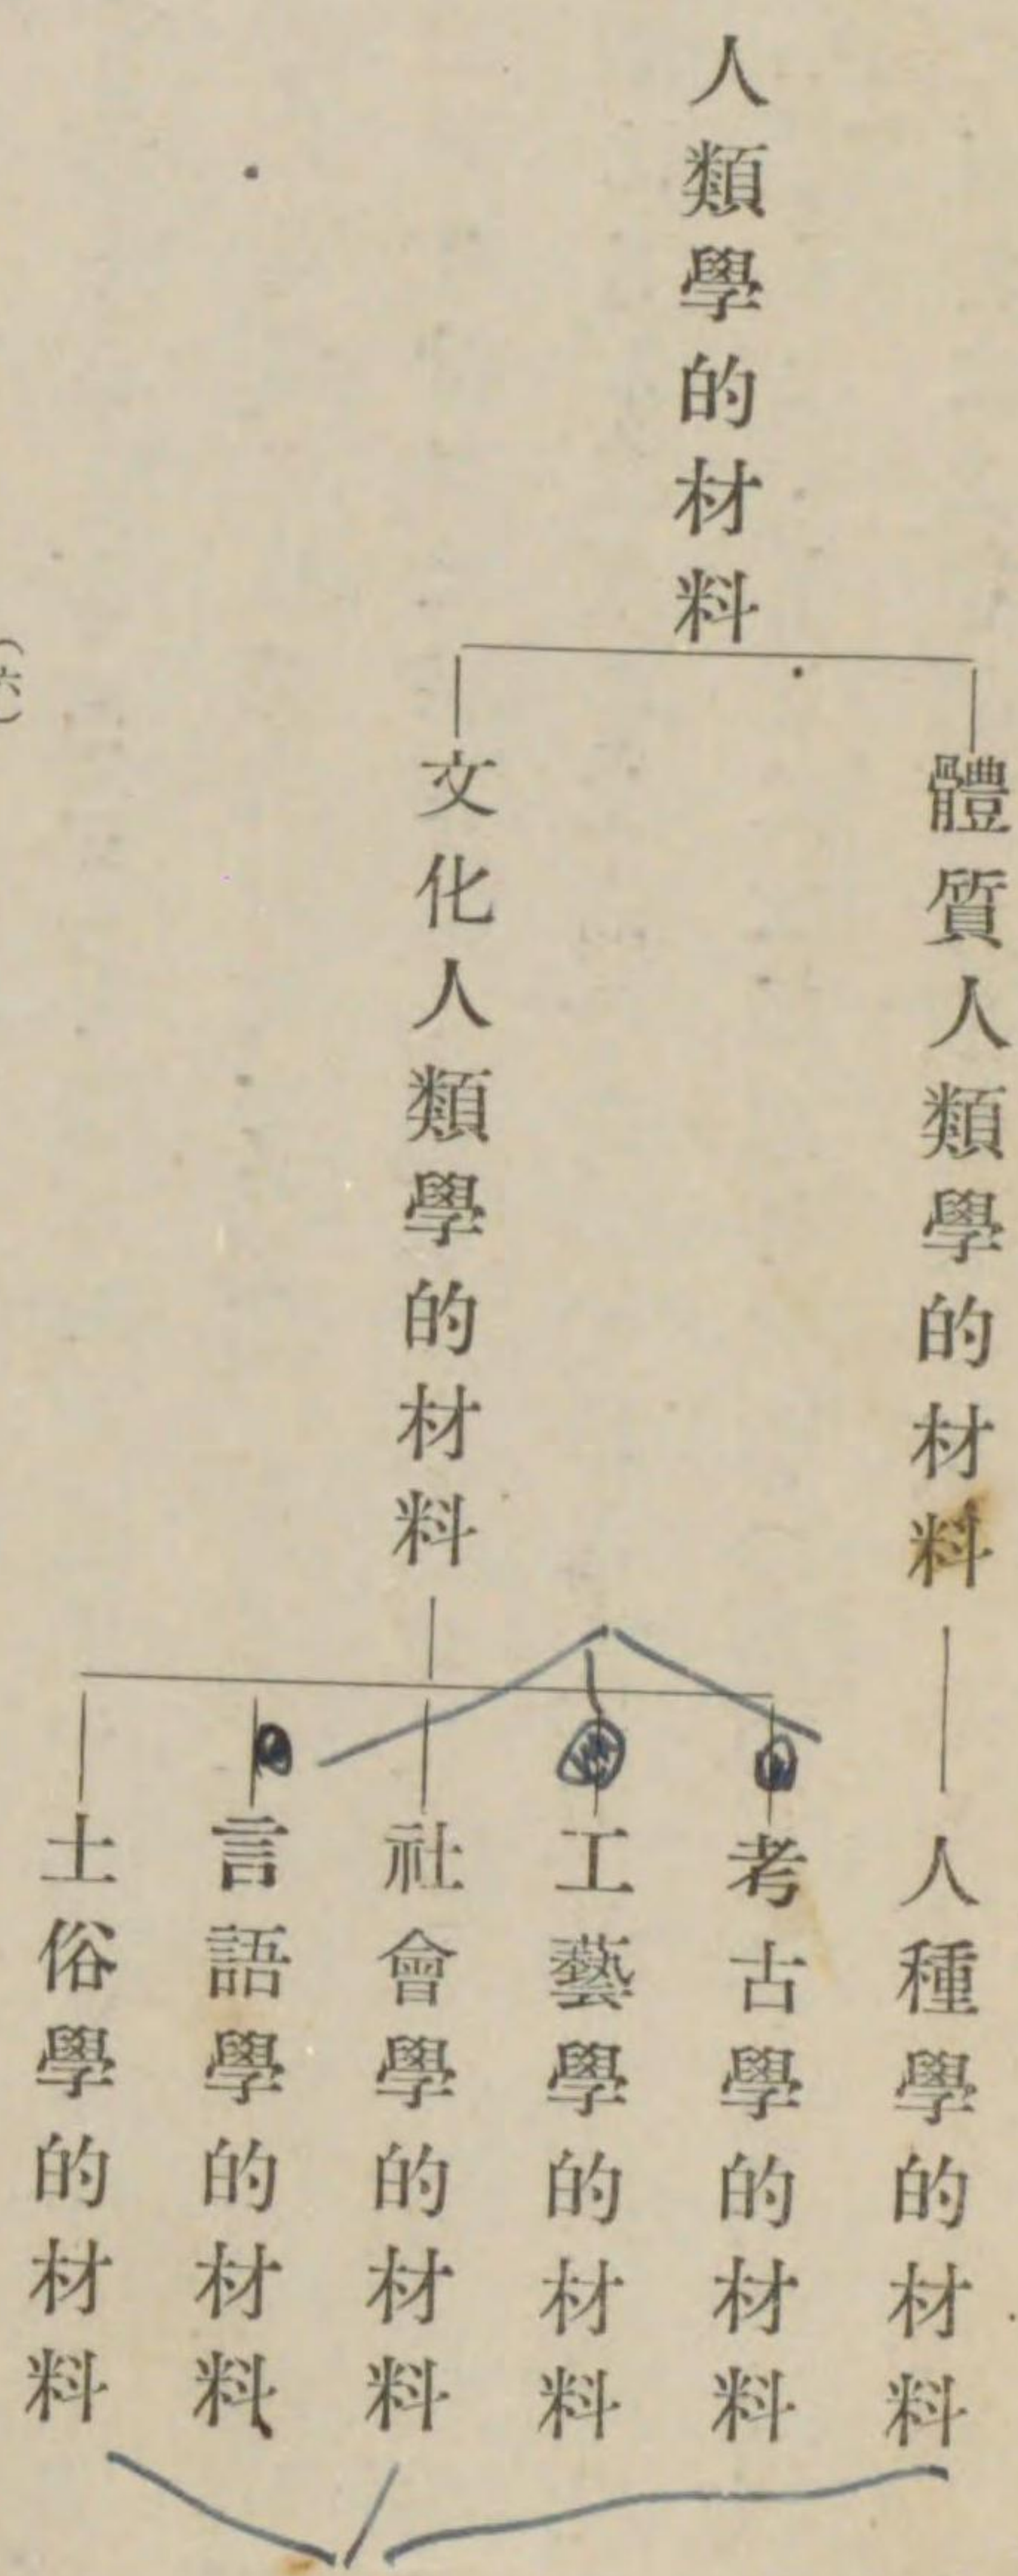 人類學的材料
體質人類學的材料
人種學的材料
文化人類學的材料
考古學的材料
工藝學的材料
社會學的材料
言語學的材料
土俗學的材料
(六)